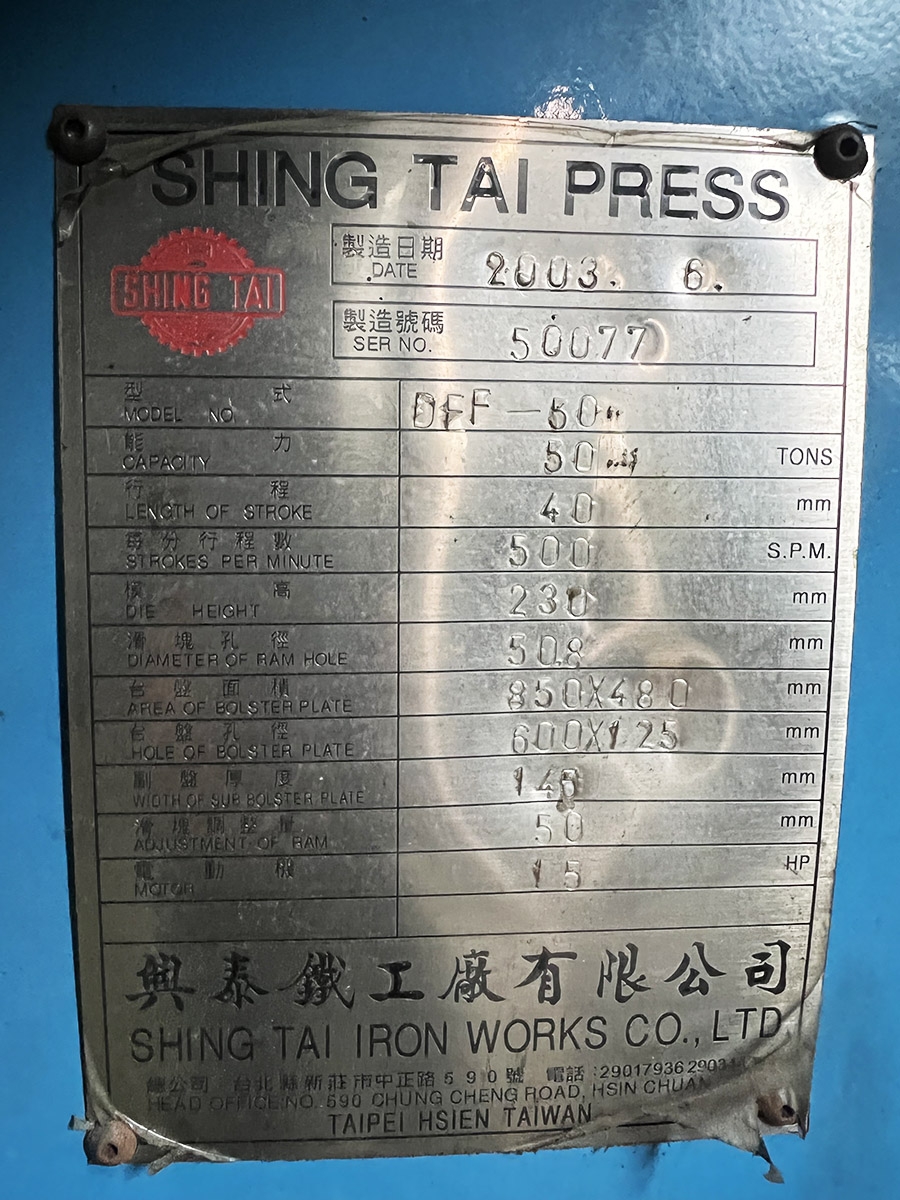 SHING TAI PRESS
SHING TAI
製造日期
DATE 2003. 6.
製造號碼
SER NO. 50077
型式
MODEL NO. DFF-50
能力
CAPACITY 50 TONS
行程
LENGTH OF STROKE 40 mm
每分行程數
STROKES PER MINUTE 500 S.P.M.
模高
DIE HEIGHT 230 mm
滑塊孔徑
DIAMETER OF RAM HOLE 508 mm
台盤面積
AREA OF BOLSTER PLATE 850X480 mm
台盤孔徑
HOLE OF BOLSTER PLATE 600X125 mm
副盤厚度
WIDTH OF SUB BOLSTER PLATE mm
滑塊調整量
ADJUSTMENT OF RAM 50 mm
電動機
MOTOR 15 HP
興泰鐵工廠有限公司
SHING TAI IRON WORKS CO., LTD
總公司 台北縣新莊市中正路590號 電話:29017936
HEAD OFFICE:NO. 590 CHUNG CHENG ROAD, HSIN CHUAN
TAIPEI HSIEN TAIWAN